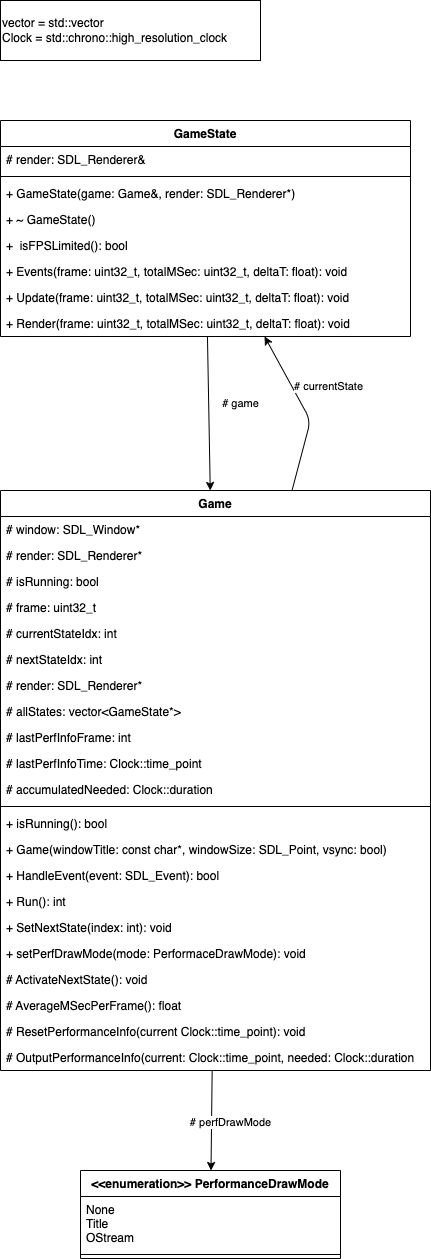 vector = std::vector
Clock = std::chrono::high_resolution_clock
GameState
# render: SDL_Renderer&
+ GameState(game: Game&, render: SDL_Renderer*)
+ ~ GameState()
+  isFPSLimited(): bool
+ Events(frame: uint32_t, totalMSec: uint32_t, deltaT: float): void
+ Update(frame: uint32_t, totalMSec: uint32_t, deltaT: float): void
+ Render(frame: uint32_t, totalMSec: uint32_t, deltaT: float): void
# currentState
# game
Game
# window: SDL_Window*
# render: SDL_Renderer*
# isRunning: bool
# frame: uint32_t
# currentStateIdx: int
# nextStateIdx: int
# render: SDL_Renderer*
# allStates: vector<GameState*>
# lastPerfInfoFrame: int
# lastPerfInfoTime: Clock::time_point
# accumulatedNeeded: Clock::duration
+ isRunning(): bool
+ Game(windowTitle: const char*, windowSize: SDL_Point, vsync: bool)
+ HandleEvent(event: SDL_Event): bool
+ Run(): int
+ SetNextState(index: int): void
+ setPerfDrawMode(mode: PerformaceDrawMode): void
# ActivateNextState(): void
# AverageMSecPerFrame(): float
# ResetPerformanceInfo(current Clock::time_point): void
# OutputPerformanceInfo(current: Clock::time_point, needed: Clock::duration
# perfDrawMode
<<enumeration>> PerformanceDrawMode
None
Title
OStream